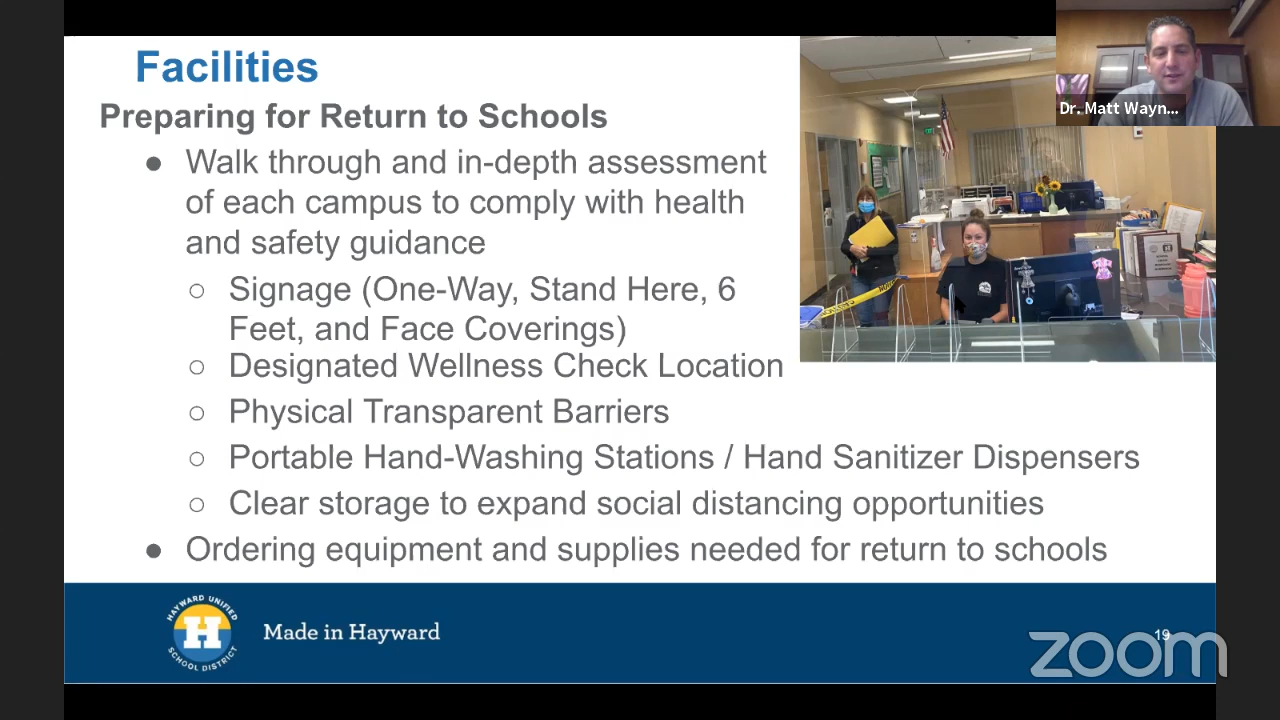 Facilities
Preparing for Return to Schools
● Walk through and in-depth assessment
of each campus to comply with health
and safety guidance
○ Signage (One-Way, Stand Here, 6
Feet, and Face Coverings)
○ Designated Wellness Check Location
○ Physical Transparent Barriers
○ Portable Hand-Washing Stations / Hand Sanitizer Dispensers
○ Clear storage to expand social distancing opportunities
● Ordering equipment and supplies needed for return to schools
Dr. Matt Wayn...
HAYWARD UNIFIED
H
SCHOOL DISTRICT
Made in Hayward
19
zoom